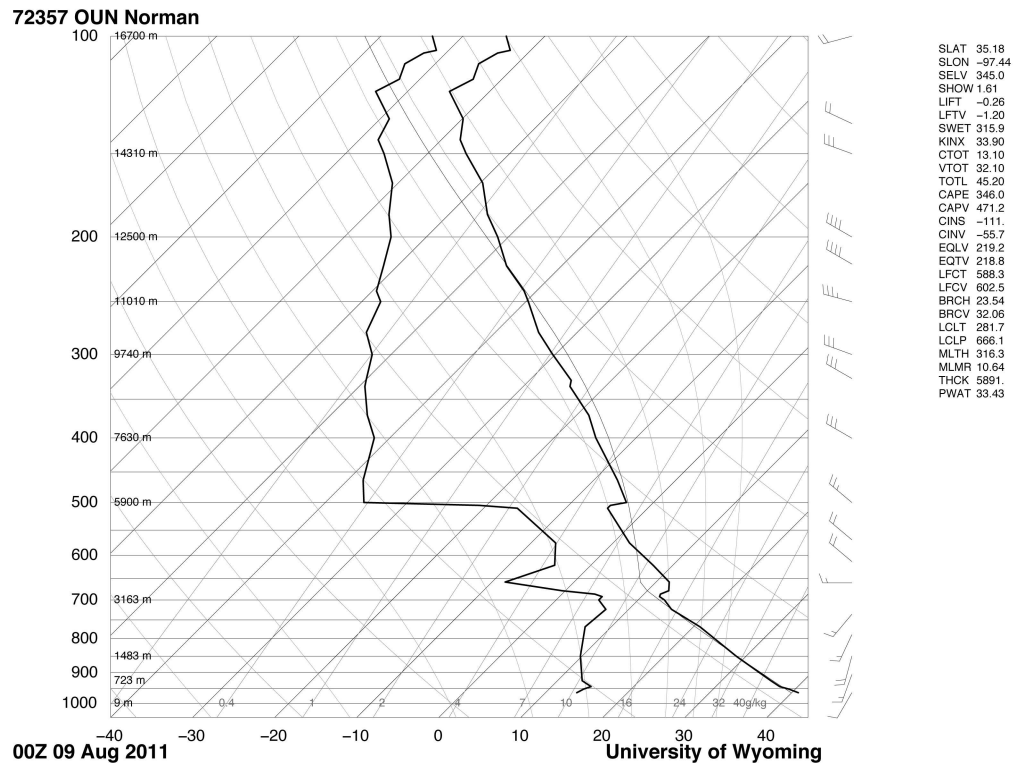 72357 OUN Norman
100 16700 m
14310 m
200 12500 m
11010 m
300 9740 m
400 7630 m
500 5900 m
600
700 3163 m
800
1483 m
900
723 m
1000 9 m
0.4 1 2 4 7 10 16 24 32 40g/kg
−40 −30 −20 −10 0 10 20 30 40
00Z 09 Aug 2011 University of Wyoming
SLAT 35.18
SLON −97.44
SELV 345.0
SHOW 1.61
LIFT −0.26
LFTV −1.20
SWET 315.9
KINX 33.90
CTOT 13.10
VTOT 32.10
TOTL 45.20
CAPE 346.0
CAPV 471.2
CINS −111.
CINV −55.7
EQLV 219.2
EQTV 218.8
LFCT 588.3
LFCV 602.5
BRCH 23.54
BRCV 32.06
LCLT 281.7
LCLP 666.1
MLTH 316.3
MLMR 10.64
THCK 5891.
PWAT 33.43